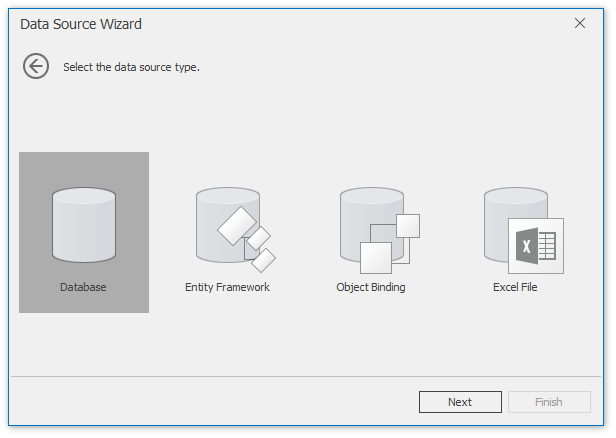 Data Source Wizard
Select the data source type.
Database
Entity Framework
Object Binding
X
Excel File
Next
Finish